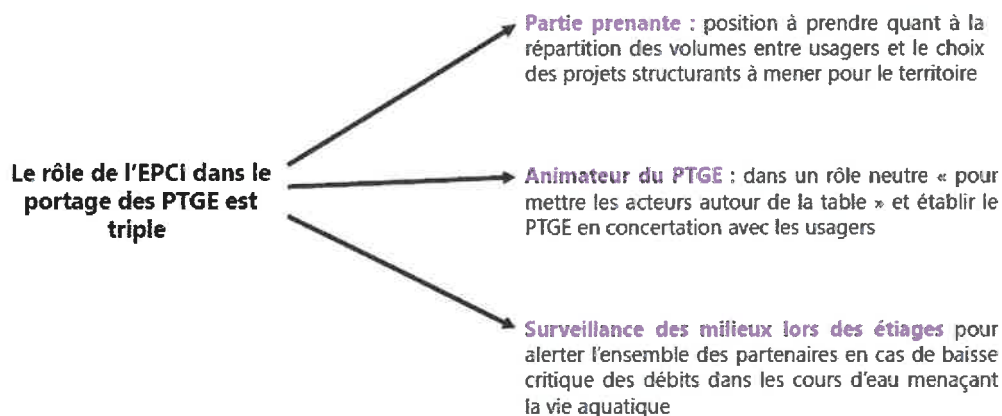 Partie prenante : position à prendre quant à la
répartition des volumes entre usagers et le choix
des projets structurants à mener pour le territoire
Le rôle de l'EPCI dans le
portage des PTGE est
triple
Animateur du PTGE : dans un rôle neutre « pour
mettre les acteurs autour de la table » et établir le
PTGE en concertation avec les usagers
Surveillance des milieux lors des étiages pour
alerter l'ensemble des partenaires en cas de baisse
critique des débits dans les cours d'eau menaçant
la vie aquatique